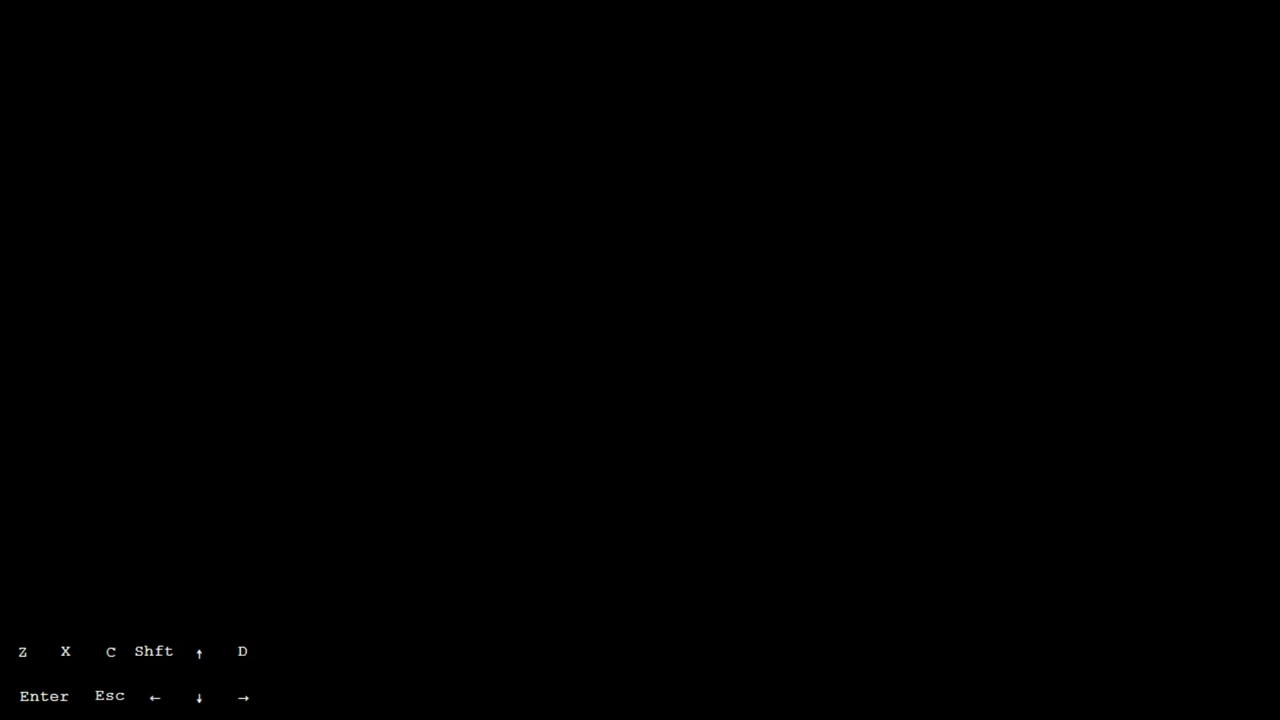 Z X C Shft ↑ D
Enter Esc ← ↓ →